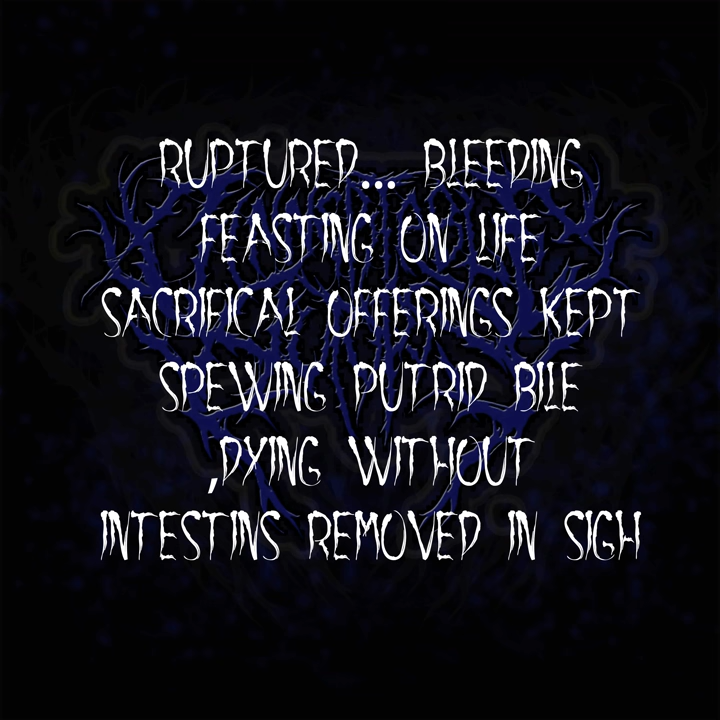 RUPTURED... BLEEDING
FEASTING ON LIFE
SACRIFICAL OFFERINGS KEPT
SPEWING PUTRID BILE
,DYING WITHOUT
INTESTINS REMOVED IN SIGH